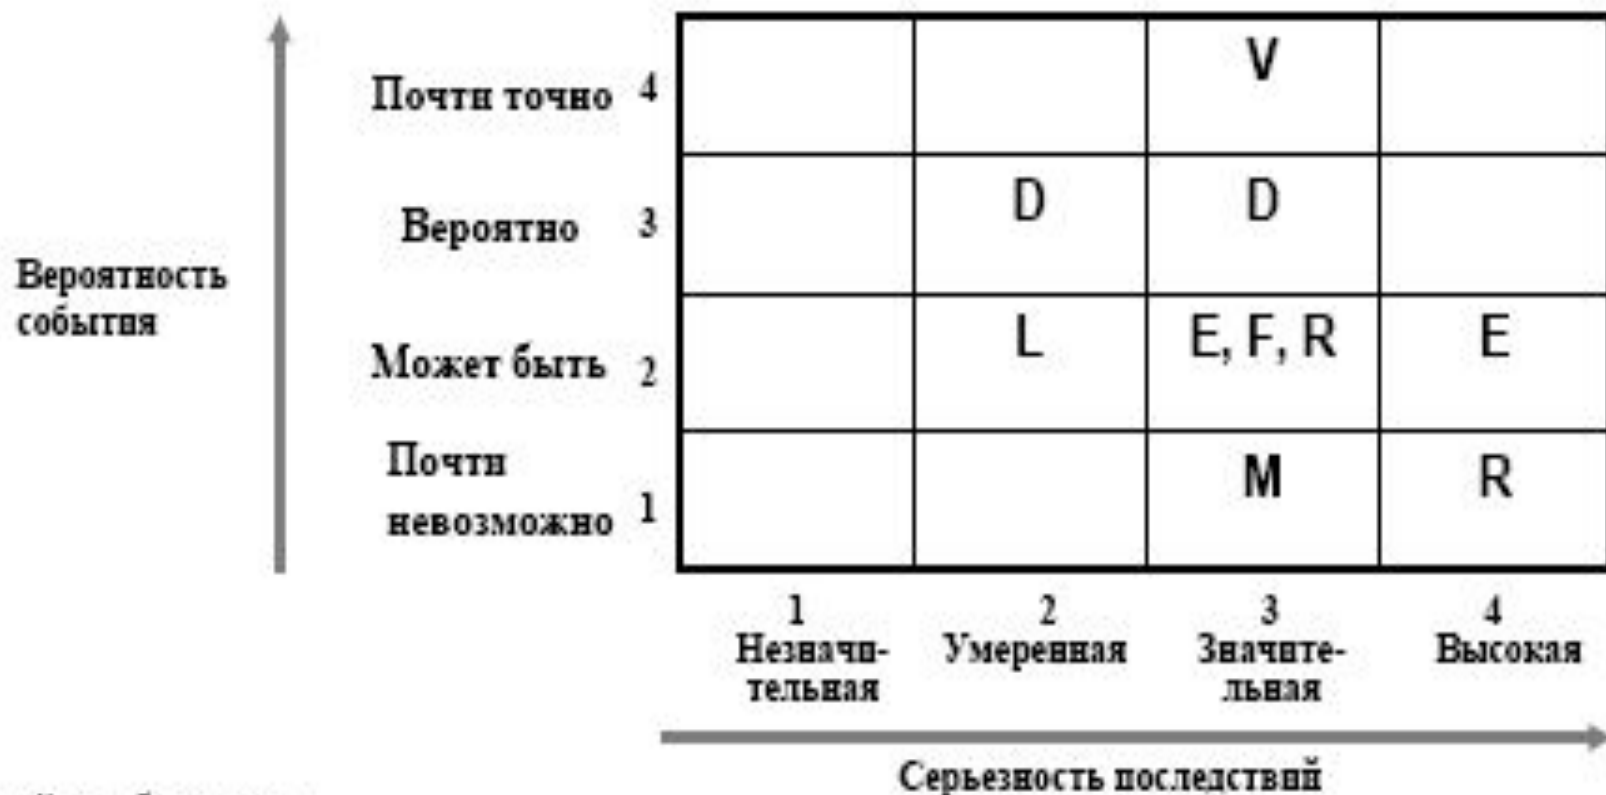 Почти точно 4
V
Вероятно 3
D
D
Вероятность
события
Может быть 2
L
E, F, R
E
Почти
невозможно 1
M
R
1
Незначи-
тельная
2
Умеренная
3
Значите-
льная
4
Высокая
Серьезность последствий